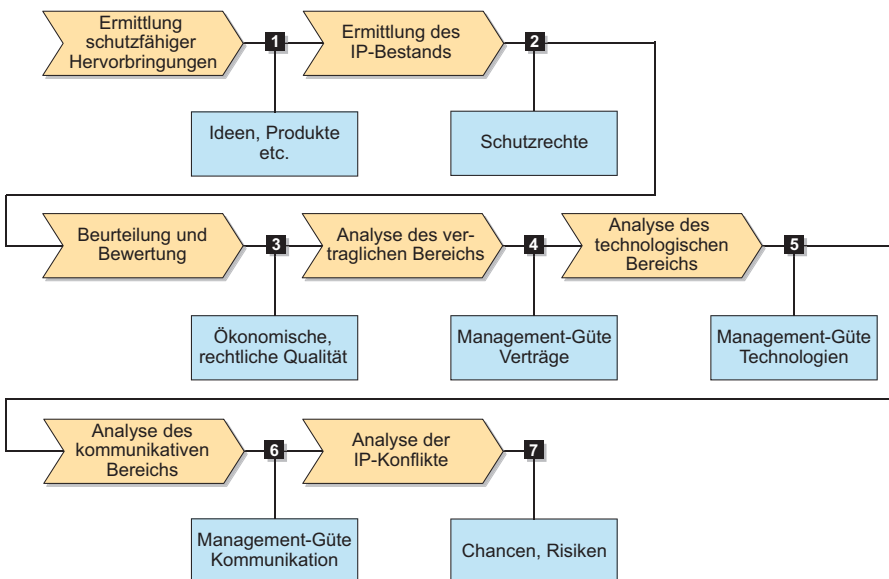 Ermittlung
schutzfähiger
Hervorbringungen
1
Ermittlung des
IP-Bestands
2
Ideen, Produkte
etc.
Schutzrechte
Beurteilung und
Bewertung
3
Analyse des ver-
traglichen Bereichs
4
Analyse des
technologischen
Bereichs
5
Ökonomische,
rechtliche Qualität
Management-Güte
Verträge
Management-Güte
Technologien
Analyse des
kommunikativen
Bereichs
6
Analyse der
IP-Konflikte
7
Management-Güte
Kommunikation
Chancen, Risiken